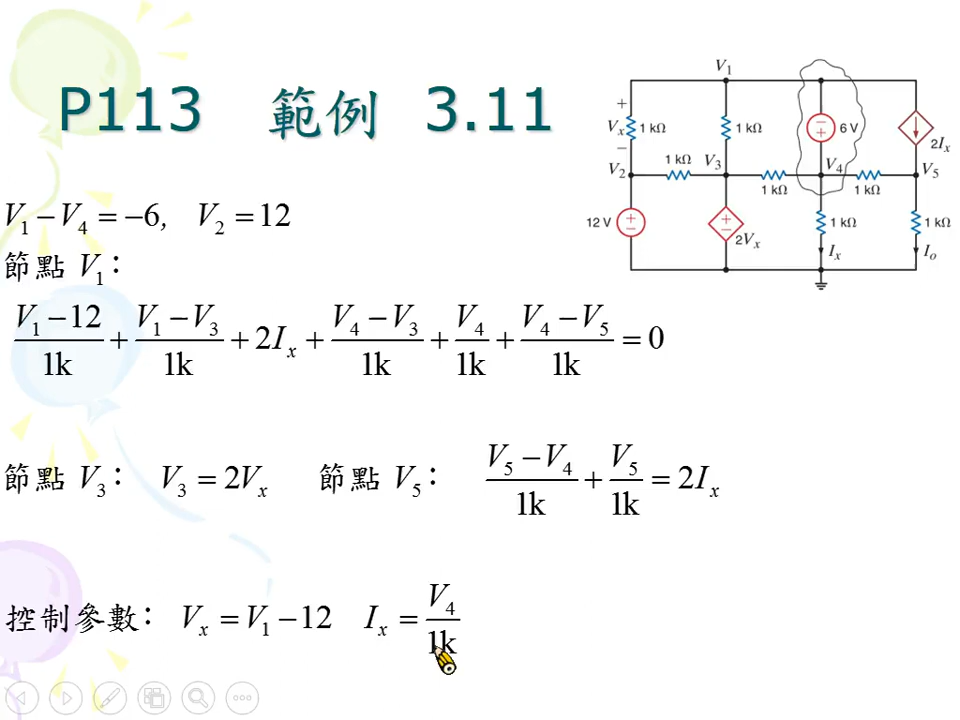 P113 範例 3.11
V₁ − V₄ = −6, V₂ = 12
節點 V₁：
(V₁ − 12)/1k + (V₁ − V₃)/1k + 2Iₓ + (V₄ − V₃)/1k + V₄/1k + (V₄ − V₅)/1k = 0
節點 V₃： V₃ = 2Vₓ 節點 V₅： (V₅ − V₄)/1k + V₅/1k = 2Iₓ
控制參數： Vₓ = V₁ − 12 Iₓ = V₄/1k
V₁
+
Vₓ 1 kΩ 1 kΩ − + 6 V 2Iₓ
−
V₂ 1 kΩ V₃ 1 kΩ V₄ 1 kΩ V₅
12 V + − + − 2Vₓ 1 kΩ 1 kΩ
Iₓ Iₒ